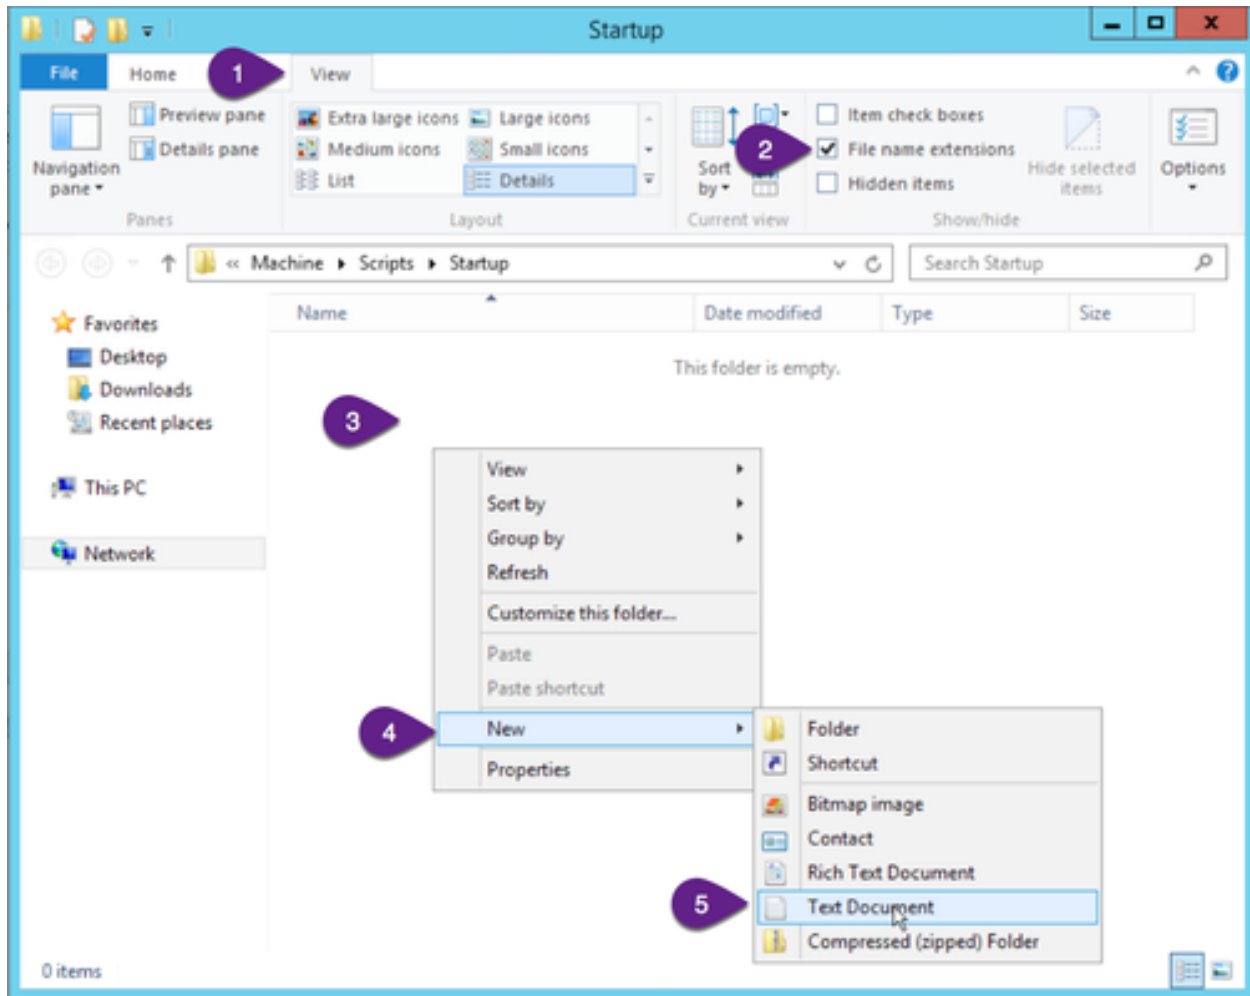 Startup
File Home 1 View
Preview pane
Details pane
Navigation pane
Panes
Extra large icons Large icons
Medium icons Small icons
List Details
Layout
Sort by
Current view
2
Item check boxes
File name extensions
Hidden items
Hide selected items
Show/hide
Options
« Machine Scripts Startup
Search Startup
Name Date modified Type Size
Favorites
Desktop
Downloads
Recent places
This PC
Network
This folder is empty.
3
View
Sort by
Group by
Refresh
Customize this folder...
Paste
Paste shortcut
4 New
Properties
Folder
Shortcut
Bitmap image
Contact
Rich Text Document
5 Text Document
Compressed (zipped) Folder
0 items